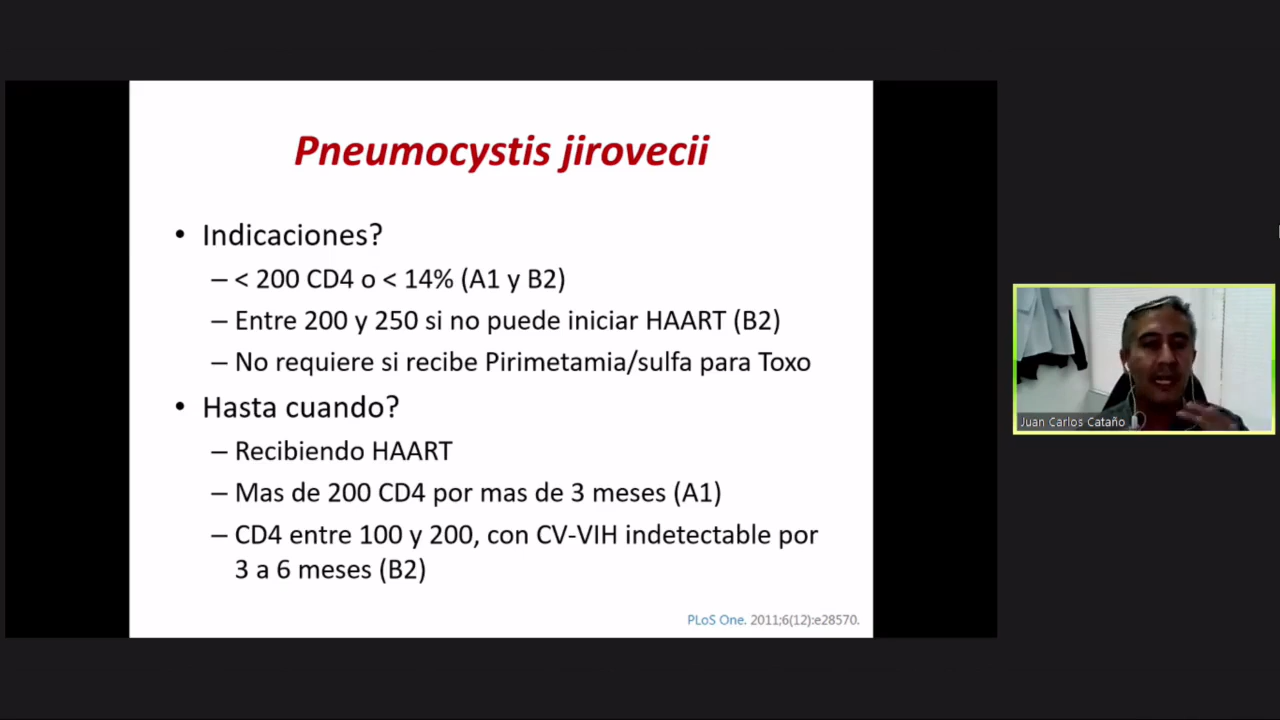 Pneumocystis jirovecii
• Indicaciones?
– < 200 CD4 o < 14% (A1 y B2)
– Entre 200 y 250 si no puede iniciar HAART (B2)
– No requiere si recibe Pirimetamia/sulfa para Toxo
• Hasta cuando?
– Recibiendo HAART
– Mas de 200 CD4 por mas de 3 meses (A1)
– CD4 entre 100 y 200, con CV-VIH indetectable por
3 a 6 meses (B2)
PLoS One. 2011;6(12):e28570.
Juan Carlos Cataño